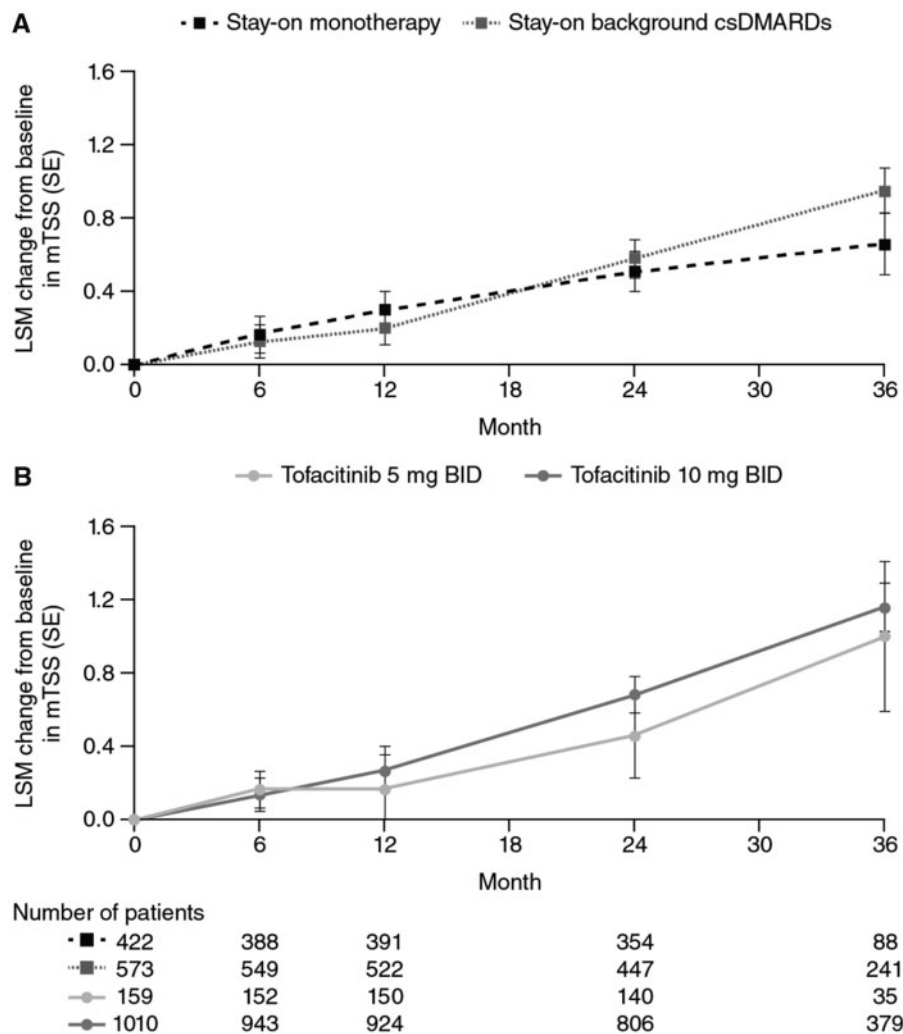 A
Stay-on monotherapy Stay-on background csDMARDs
LSM change from baseline
in mTSS (SE)
1.6
1.2
0.8
0.4
0.0
0 6 12 18 24 30 36
Month
B
Tofacitinib 5 mg BID Tofacitinib 10 mg BID
LSM change from baseline
in mTSS (SE)
1.6
1.2
0.8
0.4
0.0
0 6 12 18 24 30 36
Month
Number of patients
422 388 391 354 88
573 549 522 447 241
159 152 150 140 35
1010 943 924 806 379